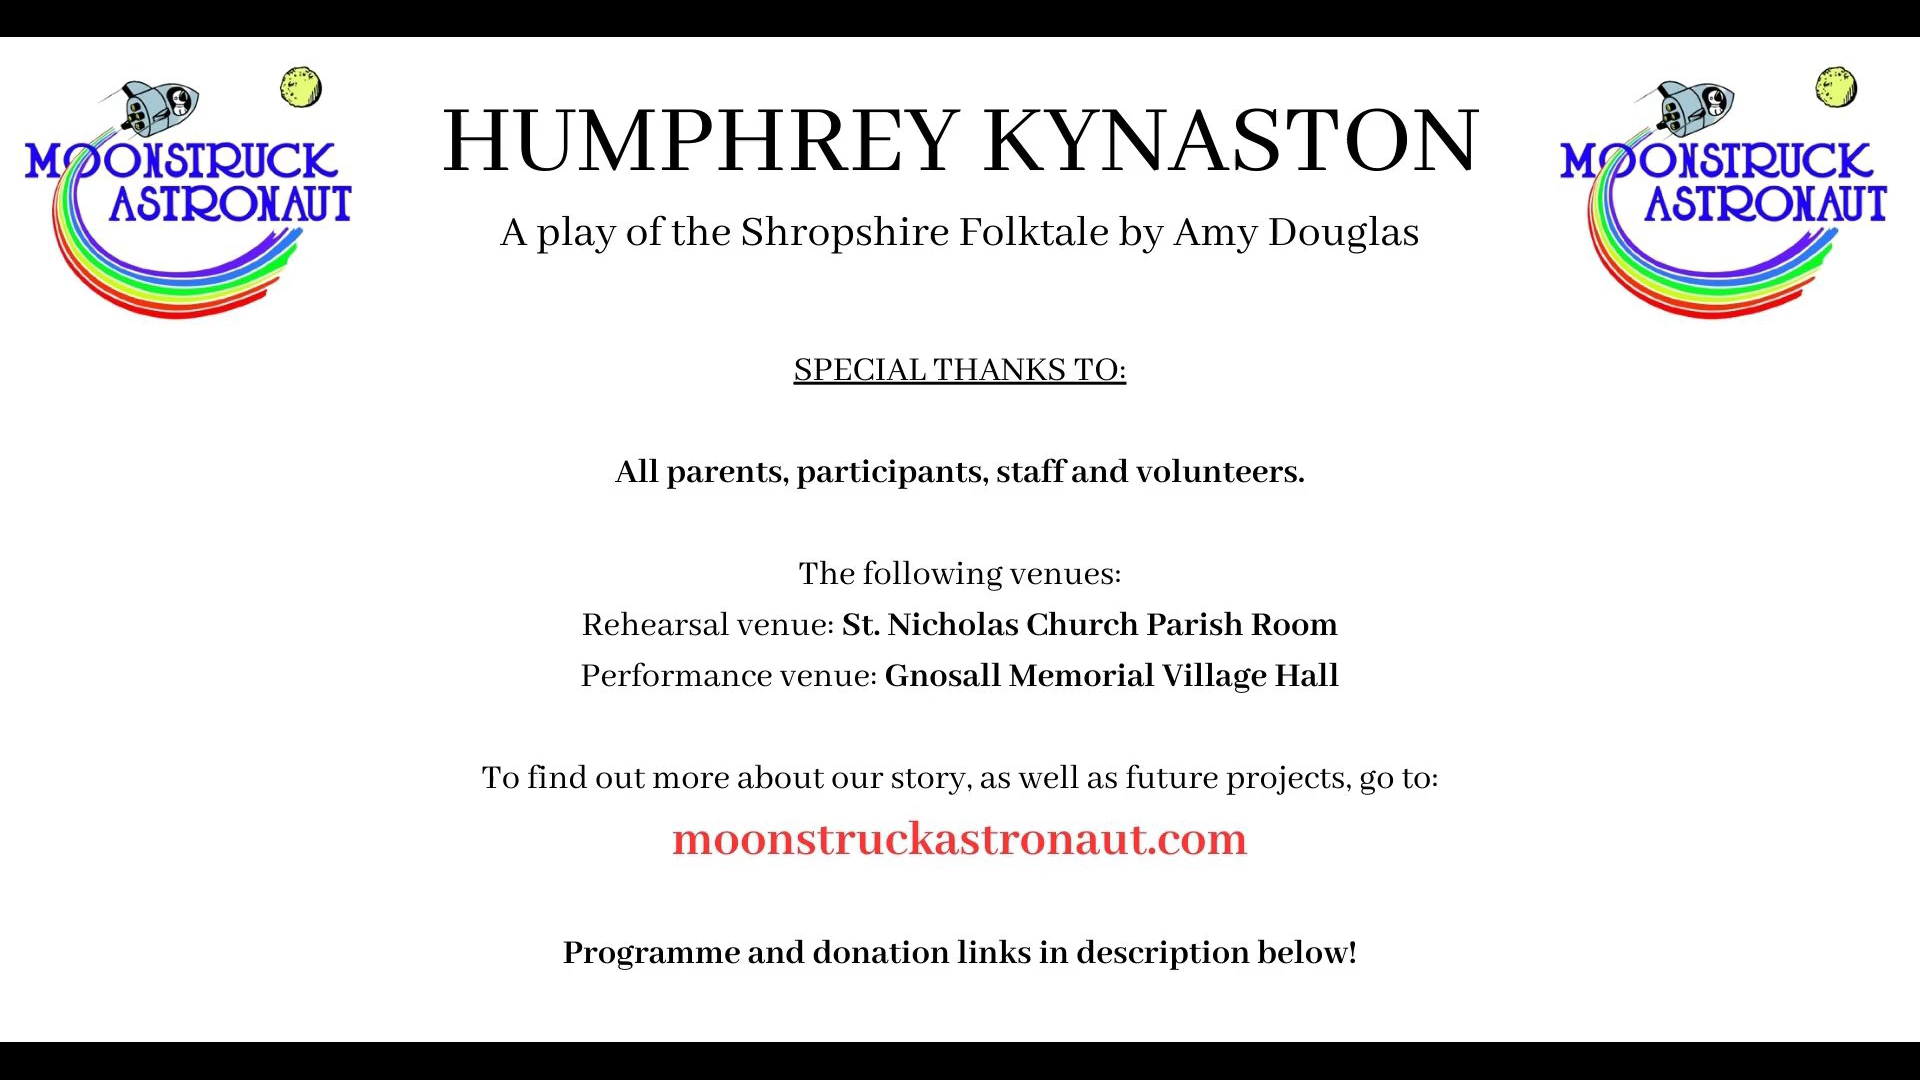 MOONSTRUCK
ASTRONAUT
HUMPHREY KYNASTON
A play of the Shropshire Folktale by Amy Douglas
MOONSTRUCK
ASTRONAUT
SPECIAL THANKS TO:
All parents, participants, staff and volunteers.
The following venues:
Rehearsal venue: St. Nicholas Church Parish Room
Performance venue: Gnosall Memorial Village Hall
To find out more about our story, as well as future projects, go to:
moonstruckastronaut.com
Programme and donation links in description below!